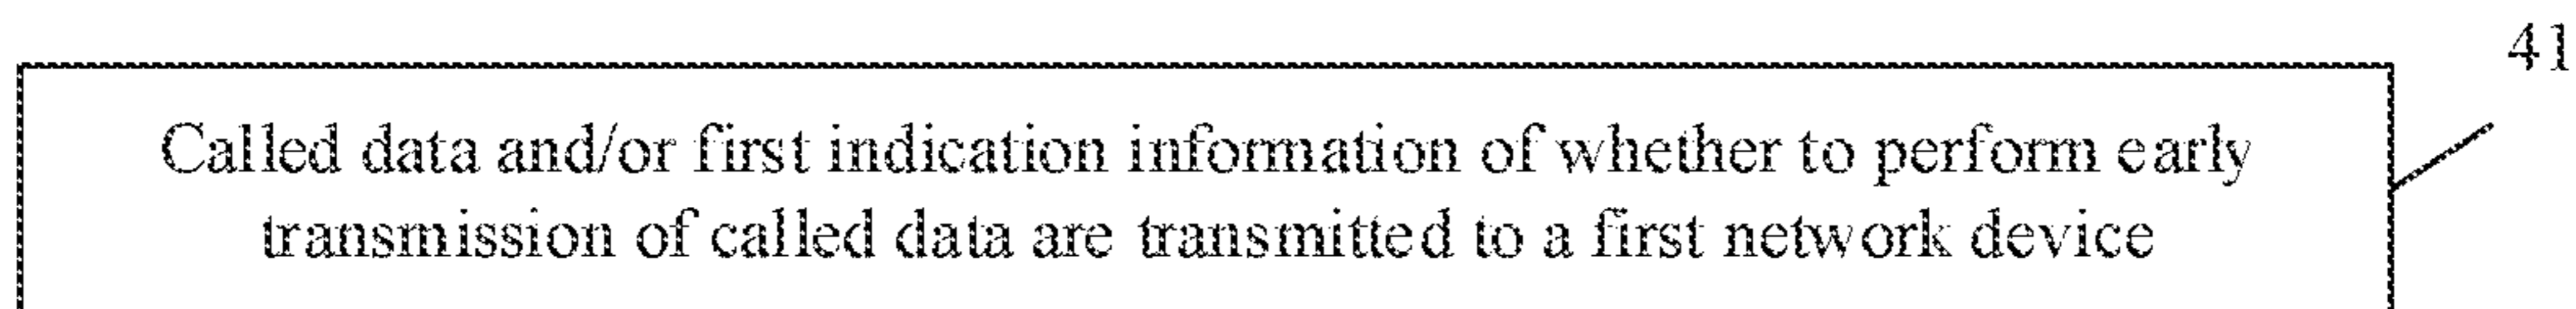 41
Called data and/or first indication information of whether to perform early
transmission of called data are transmitted to a first network device